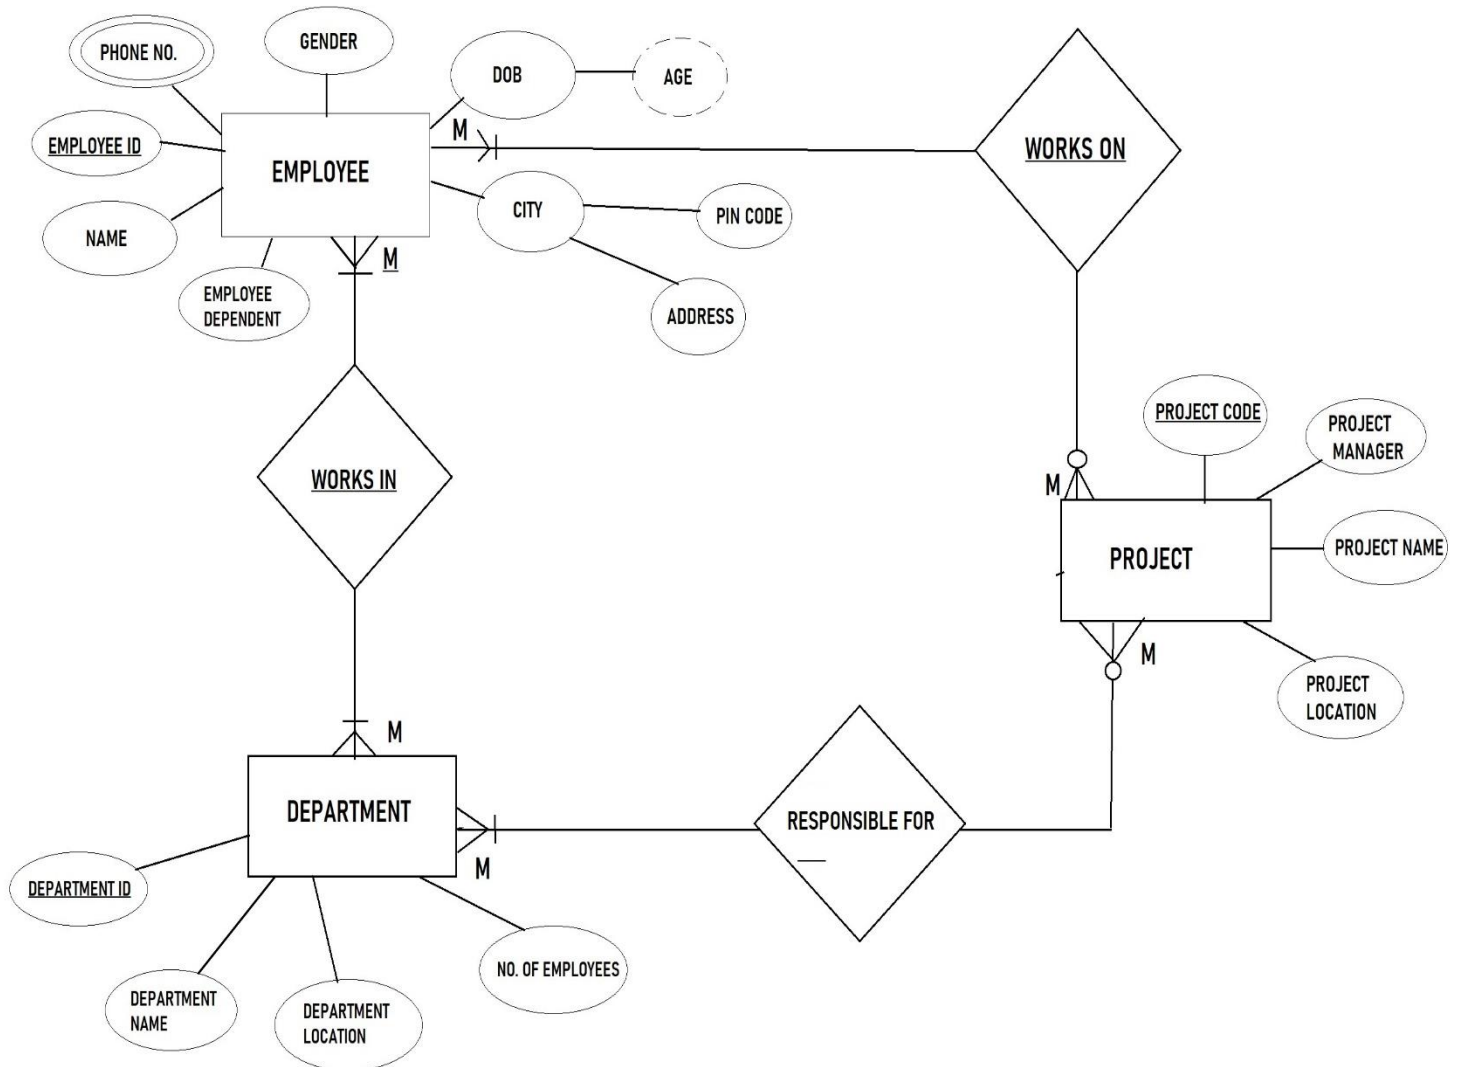 PHONE NO.
GENDER
DOB
AGE
EMPLOYEE ID
EMPLOYEE
M
WORKS ON
NAME
CITY
PIN CODE
M
EMPLOYEE
DEPENDENT
ADDRESS
WORKS IN
PROJECT CODE
PROJECT
MANAGER
M
PROJECT
PROJECT NAME
M
PROJECT
LOCATION
M
DEPARTMENT
RESPONSIBLE FOR
M
DEPARTMENT ID
NO. OF EMPLOYEES
DEPARTMENT
NAME
DEPARTMENT
LOCATION